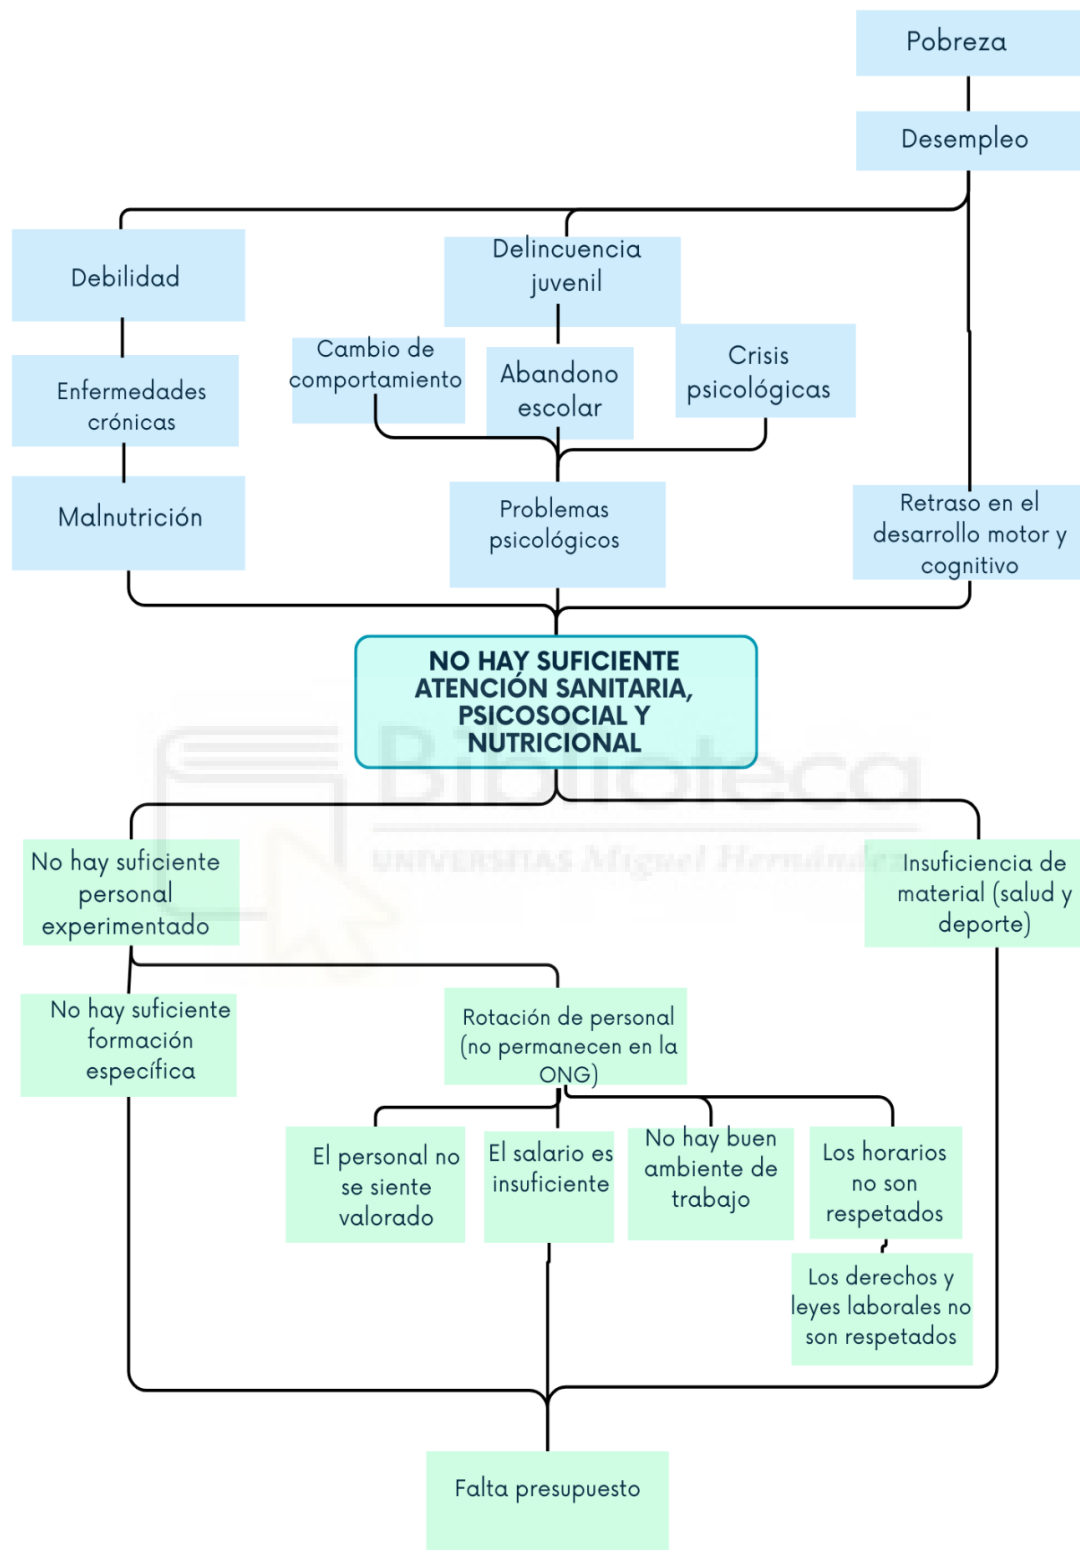 Pobreza
Desempleo
Debilidad
Delincuencia
juvenil
Cambio de
comportamiento
Abandono
escolar
Crisis
psicológicas
Enfermedades
crónicas
Malnutrición
Problemas
psicológicos
Retraso en el
desarrollo motor y
cognitivo
NO HAY SUFICIENTE
ATENCIÓN SANITARIA,
PSICOSOCIAL Y
NUTRICIONAL
Biblioteca
UNIVERSITAS Miguel Hernández
No hay suficiente
personal
experimentado
Insuficiencia de
material (salud y
deporte)
No hay suficiente
formación
específica
Rotación de personal
(no permanecen en la
ONG)
El personal no
se siente
valorado
El salario es
insuficiente
No hay buen
ambiente de
trabajo
Los horarios
no son
respetados
Los derechos y
leyes laborales no
son respetados
Falta presupuesto